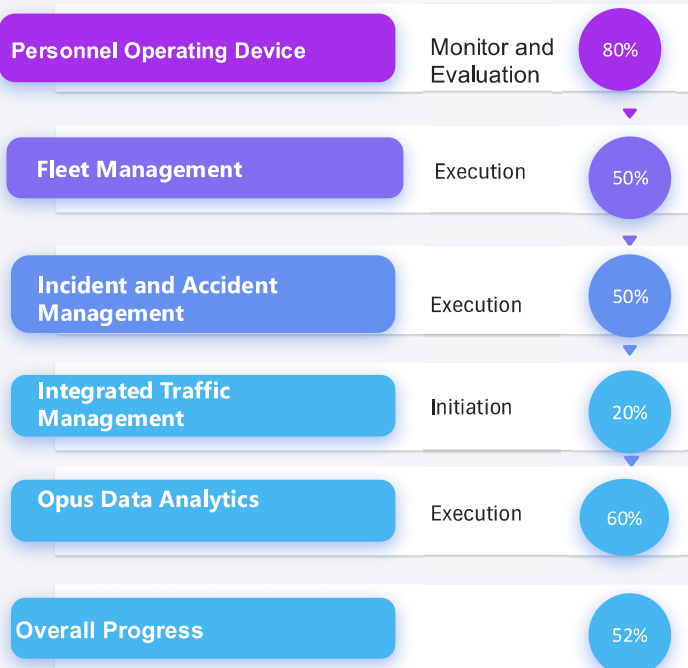 Personnel Operating Device
Monitor and
Evaluation
80%
Fleet Management
Execution
50%
Incident and Accident
Management
Execution
50%
Integrated Traffic
Management
Initiation
20%
Opus Data Analytics
Execution
60%
Overall Progress
52%